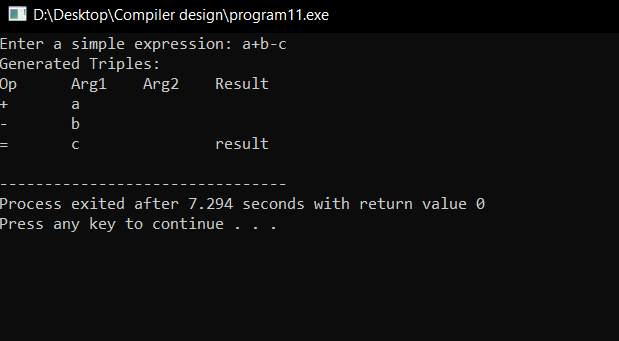 D:\Desktop\Compiler design\program11.exe
Enter a simple expression: a+b-c
Generated Triples:
Op      Arg1    Arg2    Result
+       a
-       b
=       c               result
--------------------------------
Process exited after 7.294 seconds with return value 0
Press any key to continue . . .